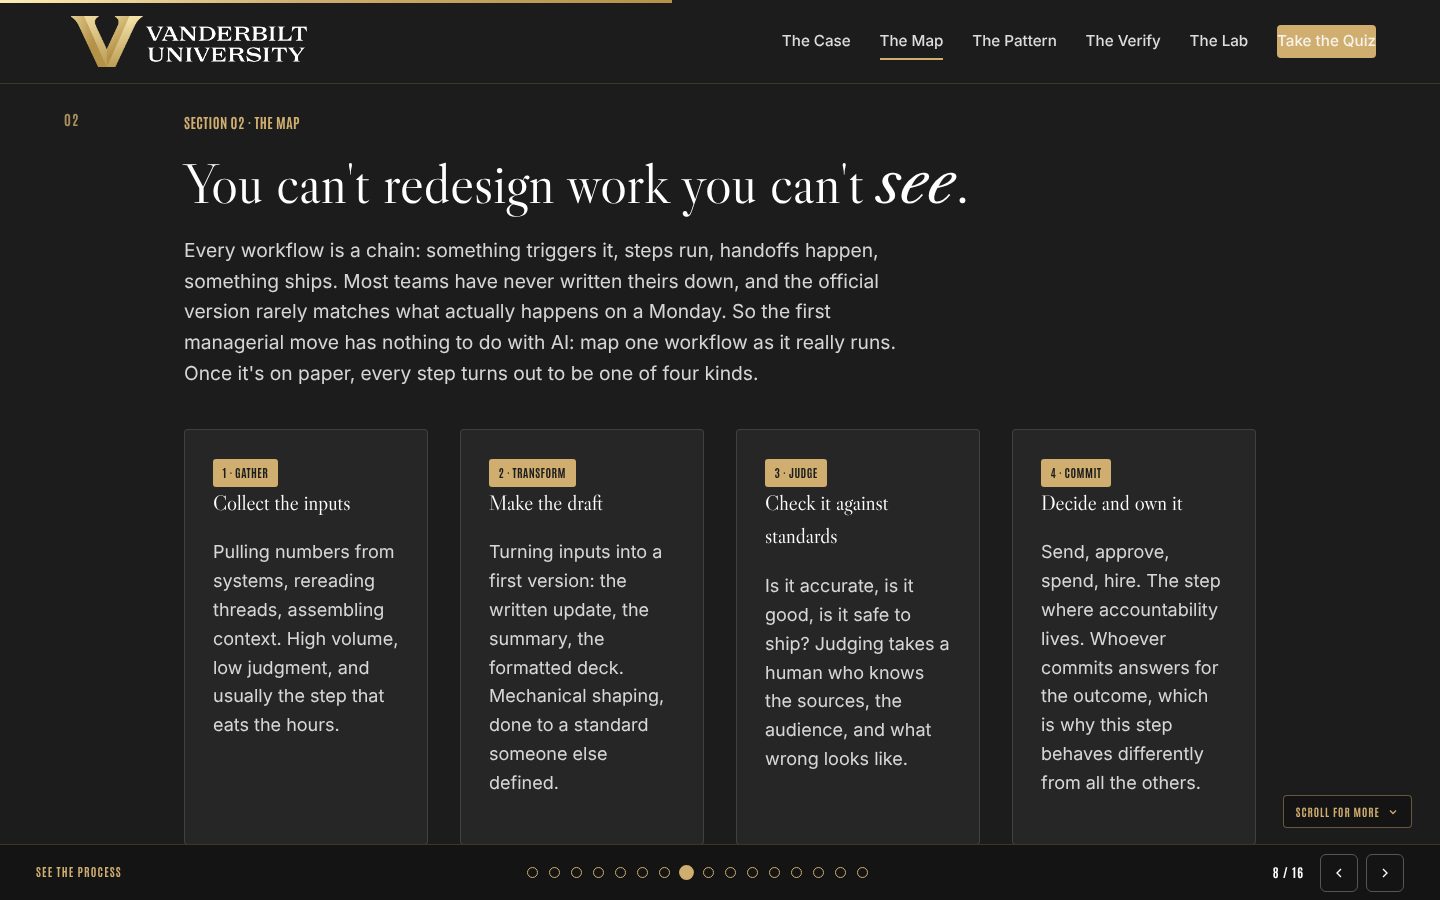 VANDERBILT
UNIVERSITY
The Case
The Map
The Pattern
The Verify
The Lab
Take the Quiz
02
SECTION 02 · THE MAP
You can't redesign work you can't see.
Every workflow is a chain: something triggers it, steps run, handoffs happen,
something ships. Most teams have never written theirs down, and the official
version rarely matches what actually happens on a Monday. So the first
managerial move has nothing to do with AI: map one workflow as it really runs.
Once it's on paper, every step turns out to be one of four kinds.
1 · GATHER
Collect the inputs
Pulling numbers from
systems, rereading
threads, assembling
context. High volume,
low judgment, and
usually the step that
eats the hours.
2 · TRANSFORM
Make the draft
Turning inputs into a
first version: the
written update, the
summary, the
formatted deck.
Mechanical shaping,
done to a standard
someone else
defined.
3 · JUDGE
Check it against
standards
Is it accurate, is it
good, is it safe to
ship? Judging takes a
human who knows
the sources, the
audience, and what
wrong looks like.
4 · COMMIT
Decide and own it
Send, approve,
spend, hire. The step
where accountability
lives. Whoever
commits answers for
the outcome, which
is why this step
behaves differently
from all the others.
SCROLL FOR MORE
SEE THE PROCESS
8 / 16